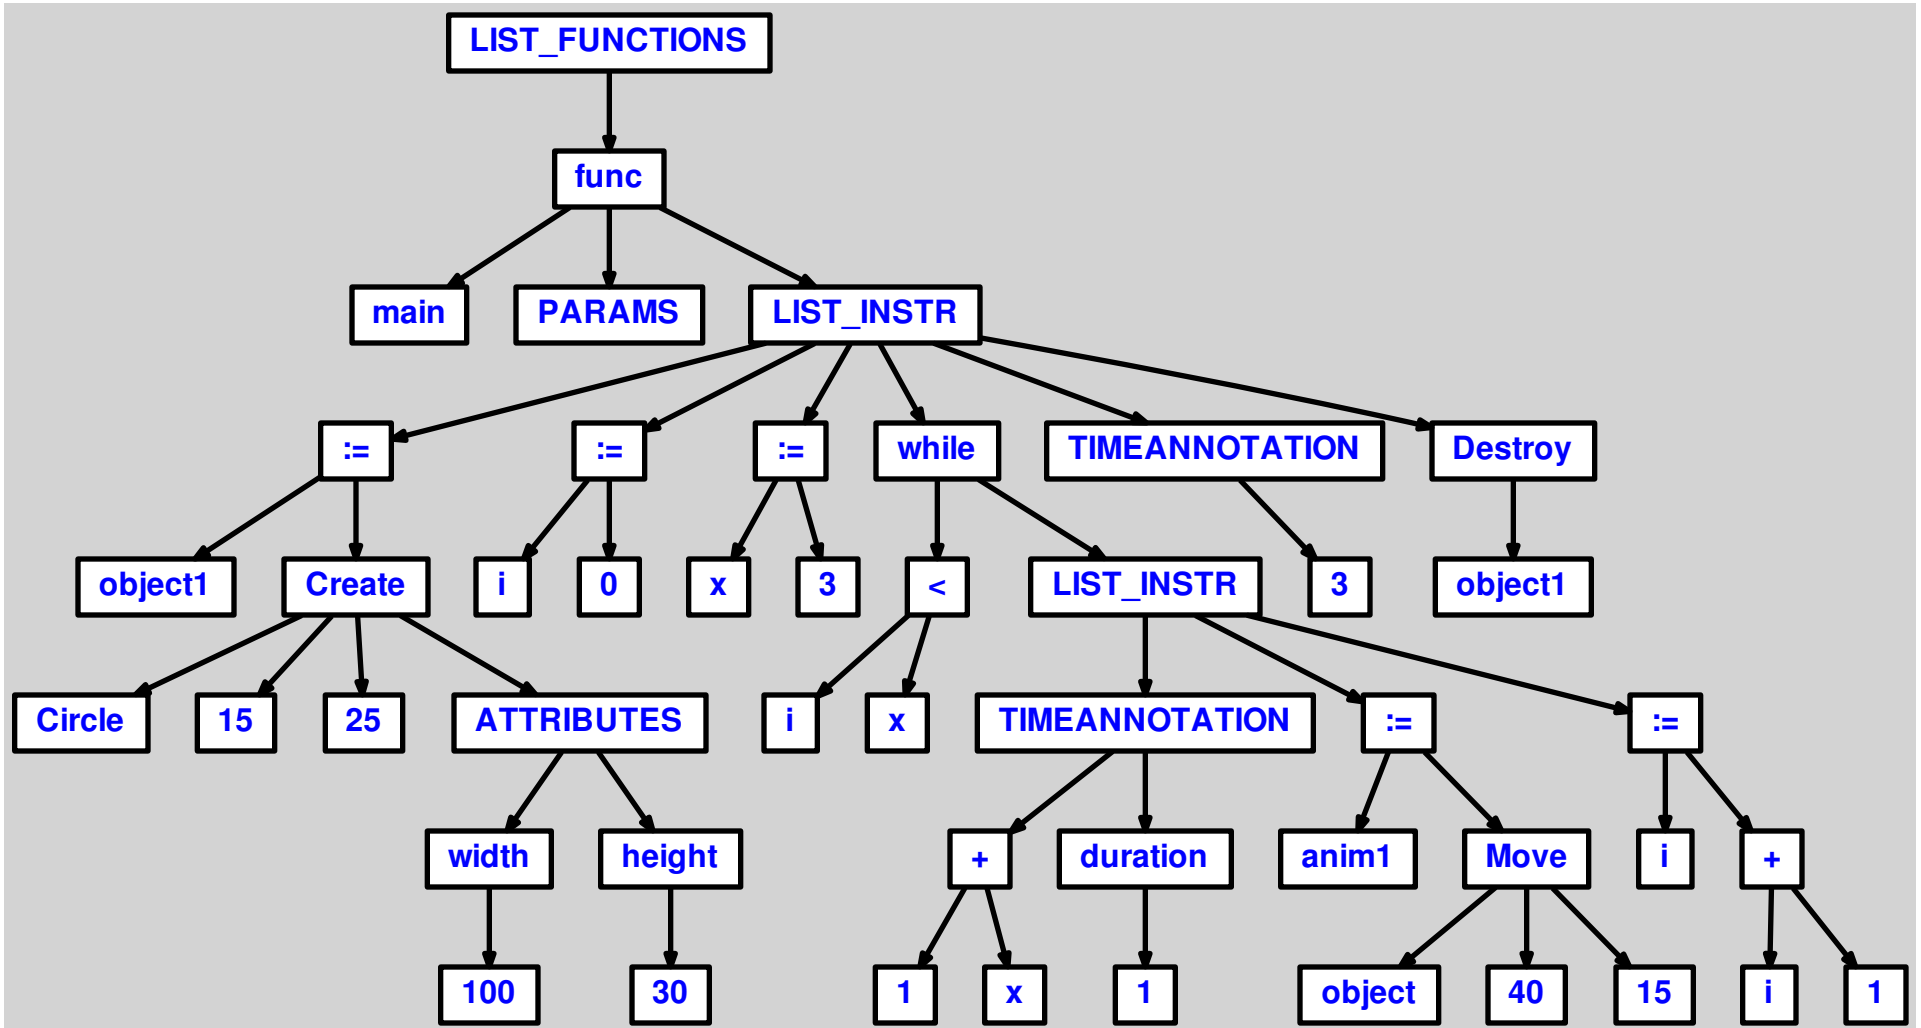 LIST_FUNCTIONS
func
main PARAMS LIST_INSTR
:= := := while TIMEANNOTATION Destroy
object1 Create i 0 x 3 < LIST_INSTR 3 object1
Circle 15 25 ATTRIBUTES i x TIMEANNOTATION := :=
width height + duration anim1 Move i +
100 30 1 x 1 object 40 15 i 1